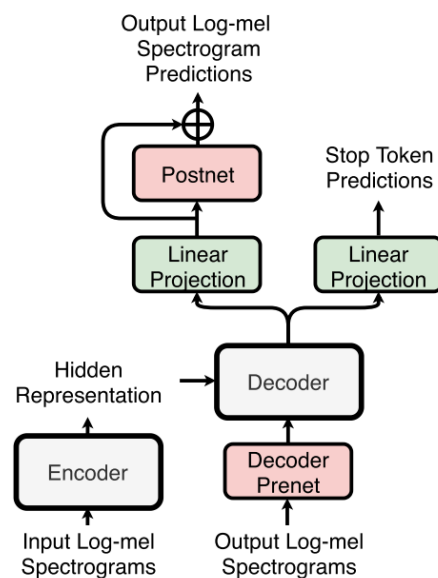 Output Log-mel
Spectrogram
Predictions
Postnet
Stop Token
Predictions
Linear
Projection
Linear
Projection
Hidden
Representation
Decoder
Encoder
Decoder
Prenet
Input Log-mel
Spectrograms
Output Log-mel
Spectrograms